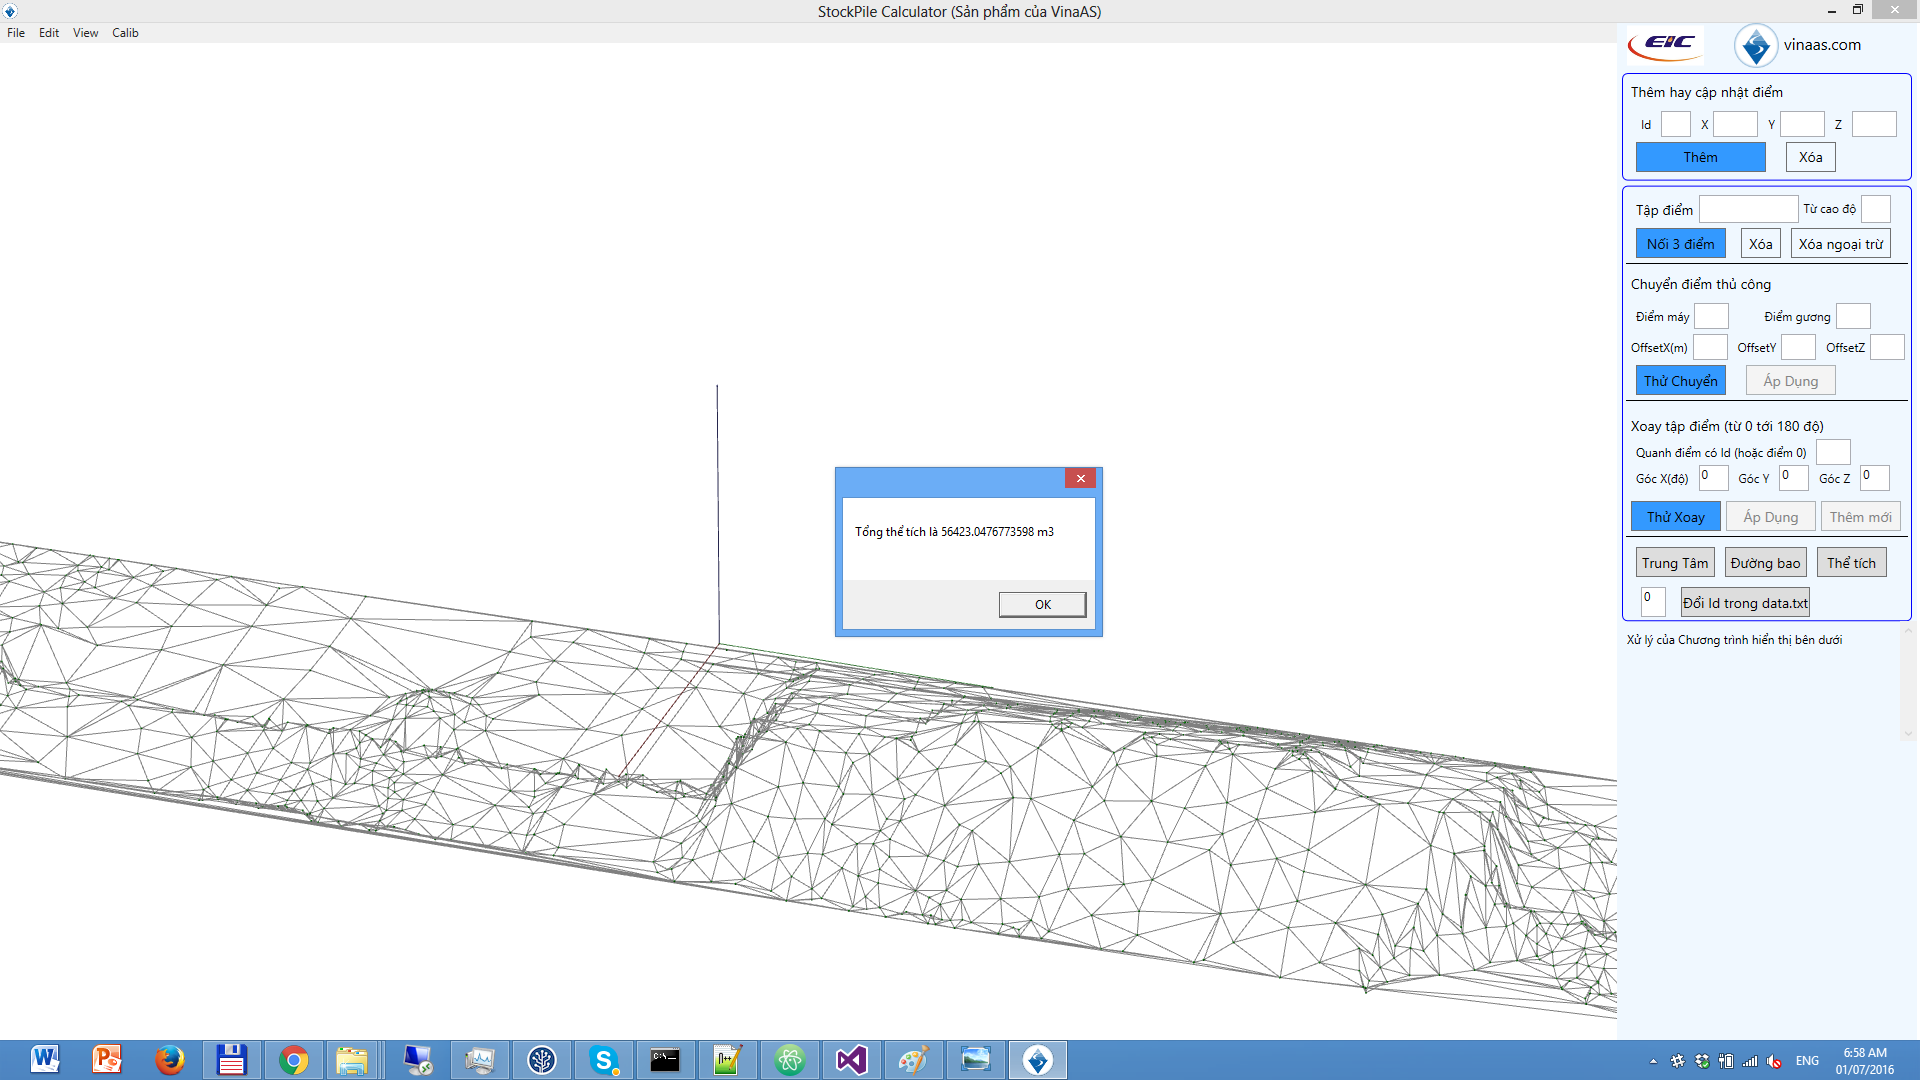 StockPile Calculator (Sản phẩm của VinaAS)
File Edit View Calib
EIC vinaas.com
Thêm hay cập nhật điểm
Id X Y Z
Thêm Xóa
Tập điểm Từ cao độ
Nối 3 điểm Xóa Xóa ngoại trừ
Chuyển điểm thủ công
Điểm máy Điểm gương
OffsetX(m) OffsetY OffsetZ
Thử Chuyển Áp Dụng
Xoay tập điểm (từ 0 tới 180 độ)
Quanh điểm có Id (hoặc điểm 0)
Góc X(độ) 0 Góc Y 0 Góc Z 0
Thử Xoay Áp Dụng Thêm mới
Trung Tâm Đường bao Thể tích
0 Đổi Id trong data.txt
Xử lý của Chương trình hiển thị bên dưới
Tổng thể tích là 56423.0476773598 m3
OK
ENG
6:58 AM
01/07/2016